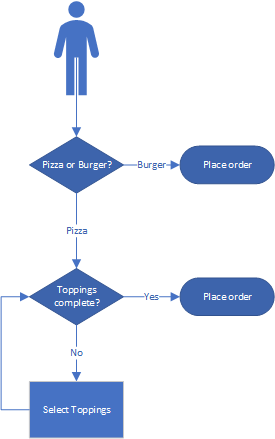 Pizza or Burger?
Burger
Place order
Pizza
Toppings
complete?
Yes
Place order
No
Select Toppings